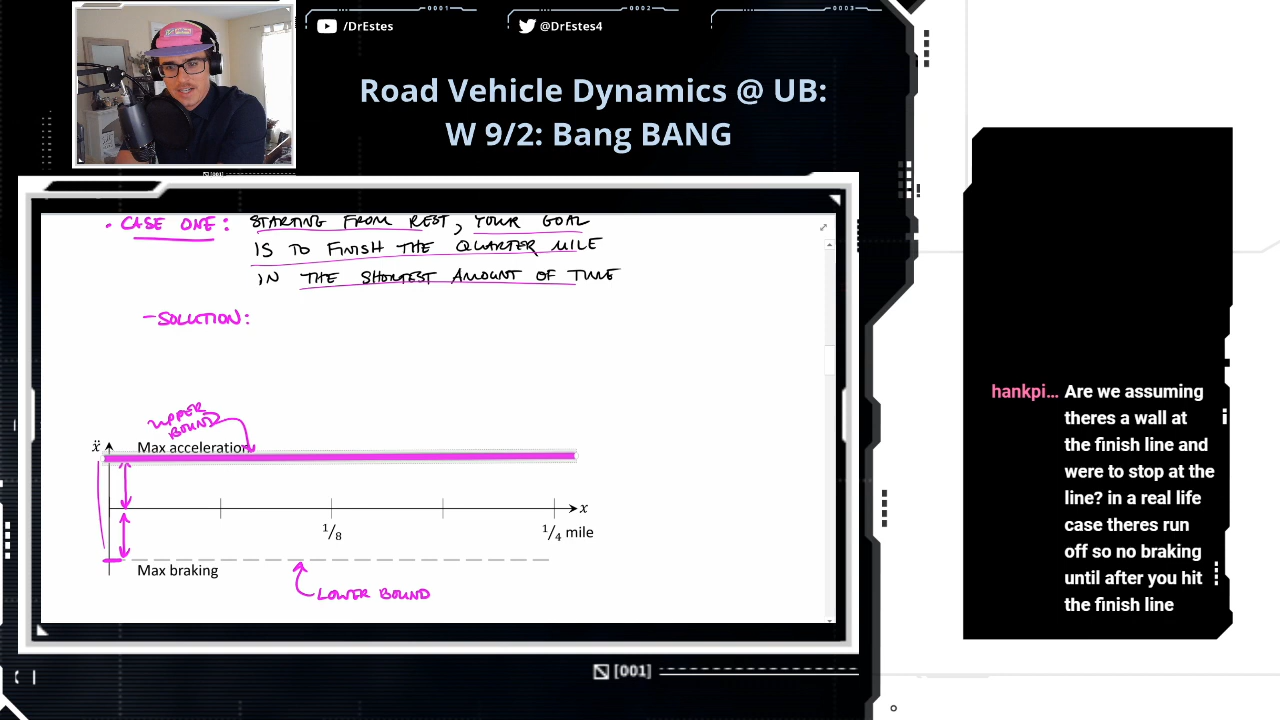 0001
0002
0003
/DrEstes
@DrEstes4
Road Vehicle Dynamics @ UB:
W 9/2: Bang BANG
[001]
• CASE ONE: STARTING FROM REST, YOUR GOAL
IS TO FINISH THE QUARTER MILE
IN THE SHORTEST AMOUNT OF TIME
- SOLUTION:
UPPER
BOUND
ẍ
Max acceleration
x
1/8
1/4 mile
Max braking
LOWER BOUND
[001]
hankpi... Are we assuming
theres a wall at
the finish line and
were to stop at the
line? in a real life
case theres run
off so no braking
until after you hit
the finish line